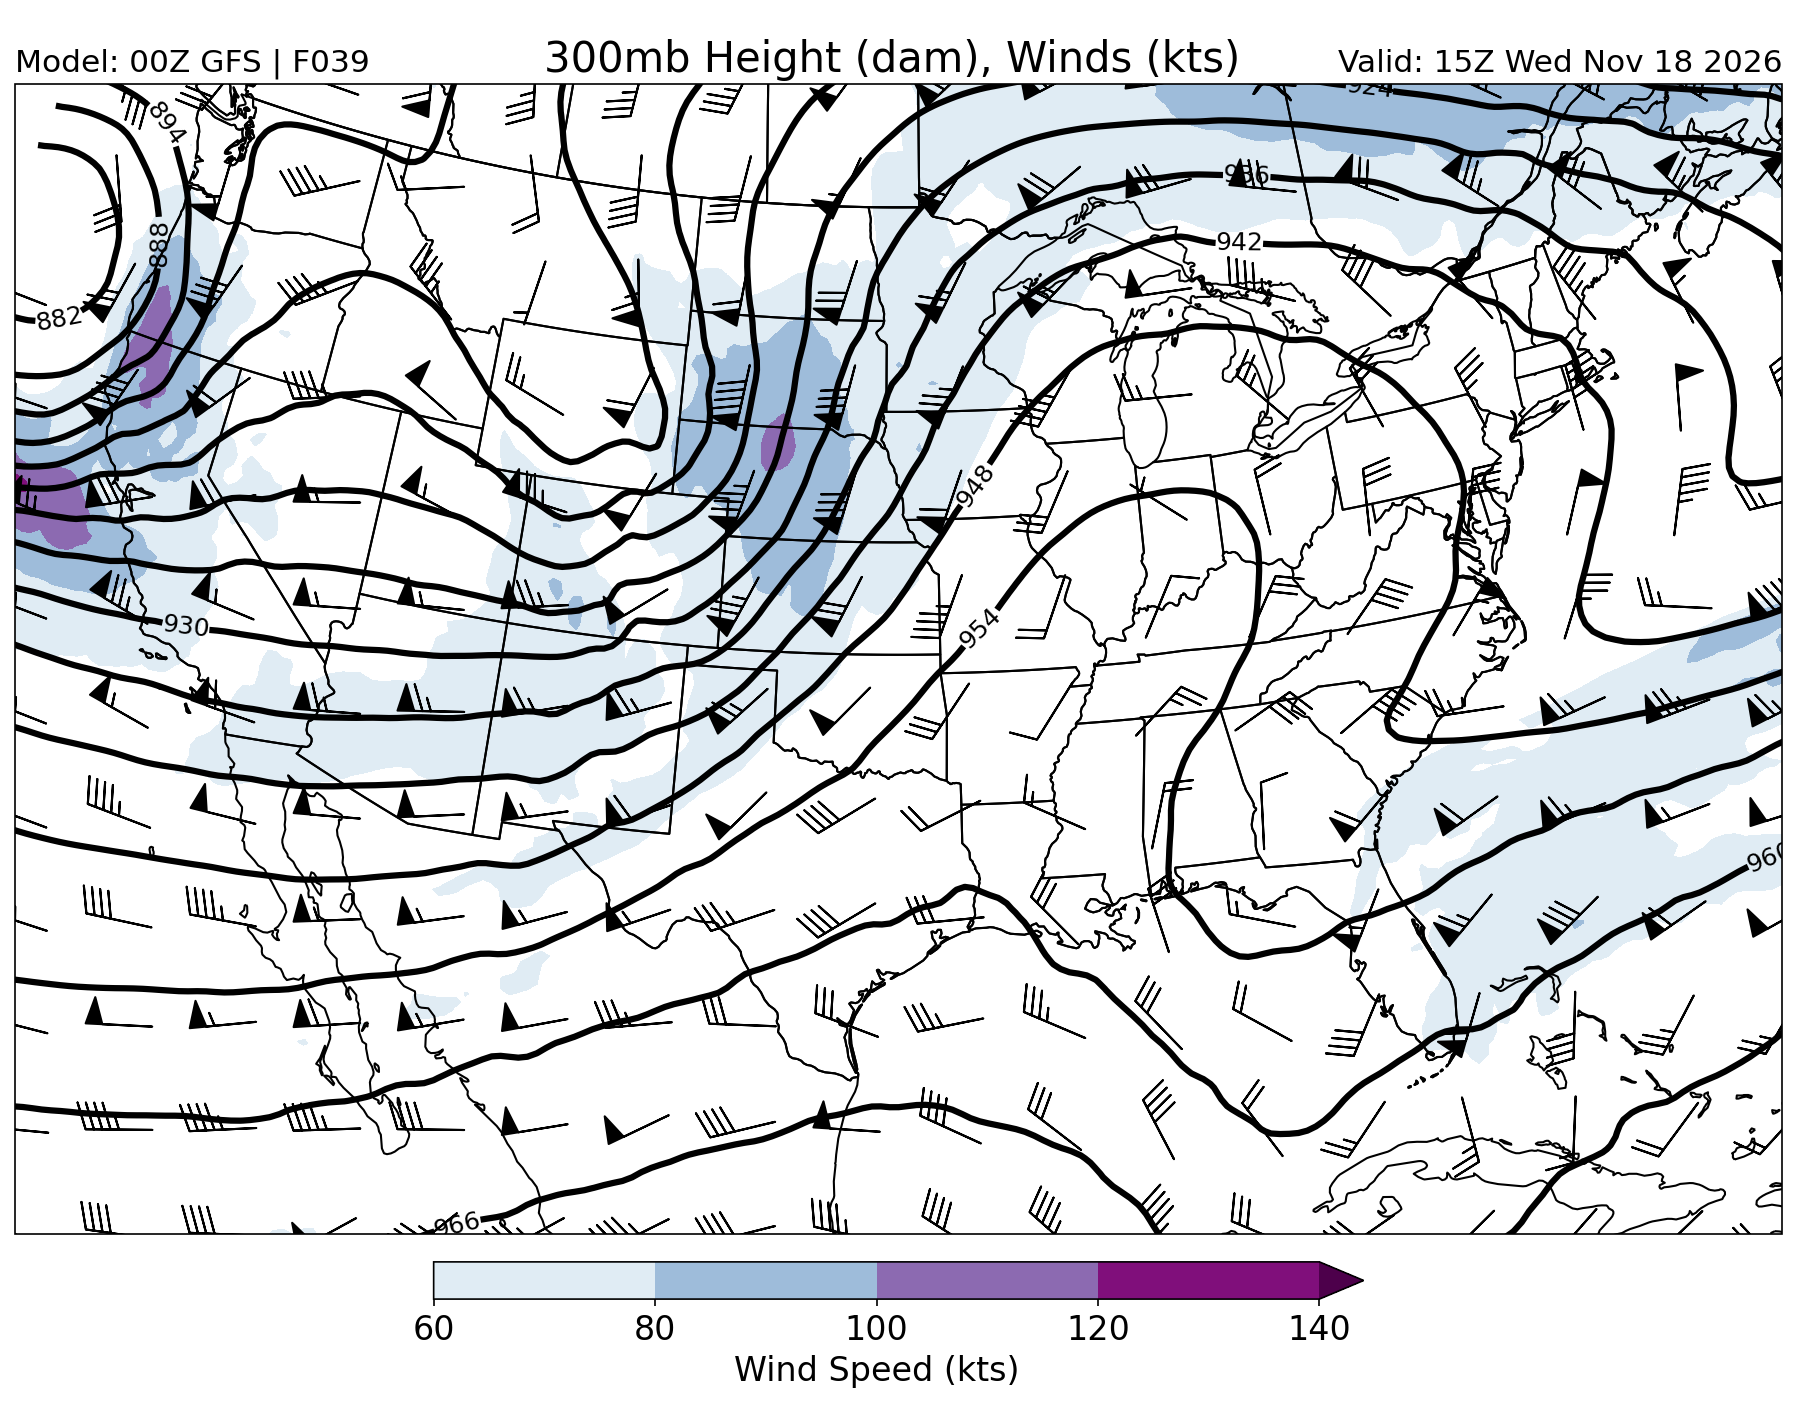 Model: 00Z GFS | F039
300mb Height (dam), Winds (kts)
Valid: 15Z Wed Nov 18 2026
924
894
936
888
942
882
948
930
954
960
966
60 80 100 120 140
Wind Speed (kts)